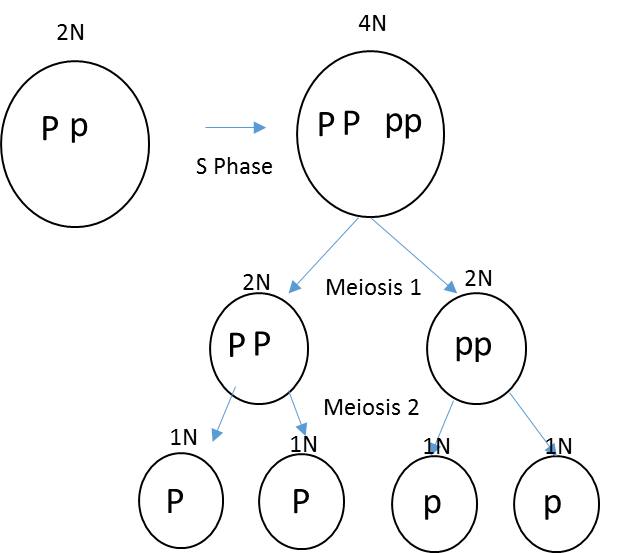 2N
4N
P p
P P pp
S Phase
2N
Meiosis 1
2N
P P
pp
Meiosis 2
1N
1N
1N
1N
P
P
p
p